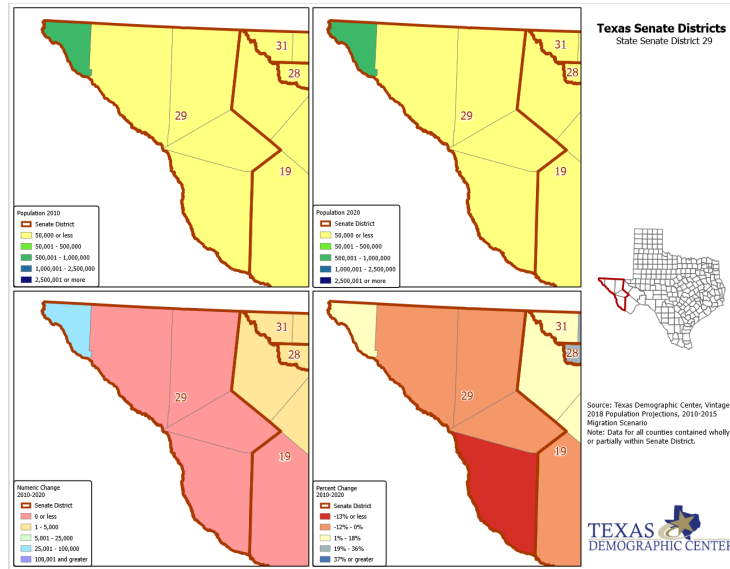 Texas Senate Districts
State Senate District 29
31
28
29
19
Population 2010
Senate District
50,000 or less
50,001 - 500,000
500,001 - 1,000,000
1,000,001 - 2,500,000
2,500,001 or more
31
28
29
19
Population 2020
Senate District
50,000 or less
50,001 - 500,000
500,001 - 1,000,000
1,000,001 - 2,500,000
2,500,001 or more
31
28
29
19
Numeric Change
2010-2020
Senate District
0 or less
1 - 5,000
5,001 - 25,000
25,001 - 100,000
100,001 and greater
31
28
29
19
Percent Change
2010-2020
Senate District
-13% or less
-12% - 0%
1% - 18%
19% - 36%
37% or greater
Source: Texas Demographic Center, Vintage
2018 Population Projections, 2010-2015
Migration Scenario
Note: Data for all counties contained wholly
or partially within Senate District.
TEXAS
DEMOGRAPHIC CENTER